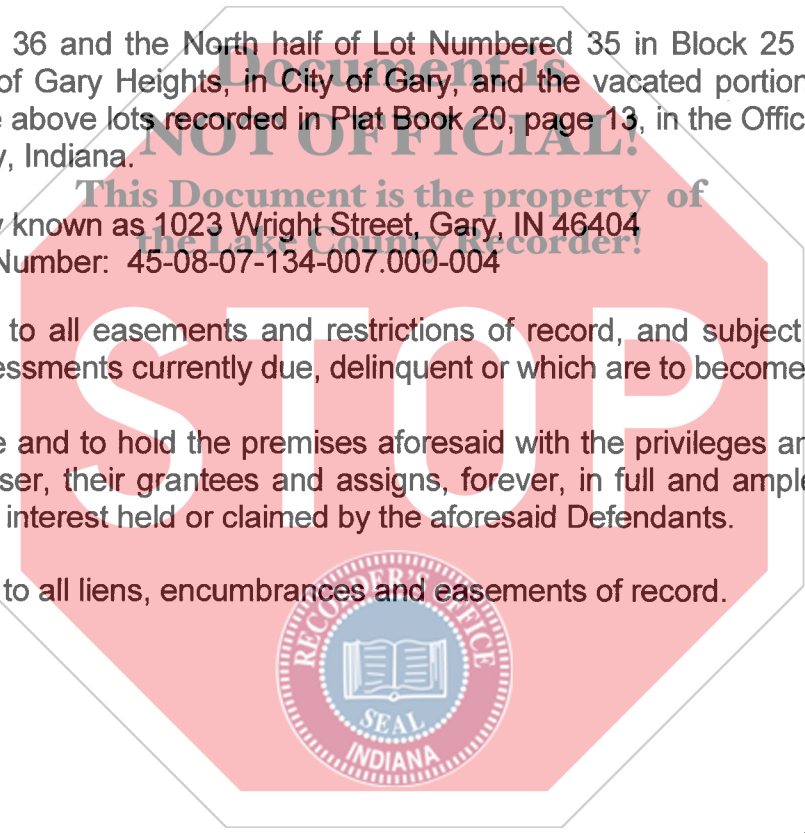 36 and the North half of Lot Numbered 35 in Block 25
of Gary Heights, in City of Gary, and the vacated portion
above lots recorded in Plat Book 20, page 13, in the Offic
, Indiana.
known as 1023 Wright Street, Gary, IN 46404
Number: 45-08-07-134-007.000-004
to all easements and restrictions of record, and subject
essments currently due, delinquent or which are to become
e and to hold the premises aforesaid with the privileges ar
ser, their grantees and assigns, forever, in full and ample
interest held or claimed by the aforesaid Defendants.
to all liens, encumbrances and easements of record.
Document is
NOT OFFICIAL!
This Document is the property of
the Lake County Recorder!
STOP
RECORDER'S OFFICE
SEAL
INDIANA